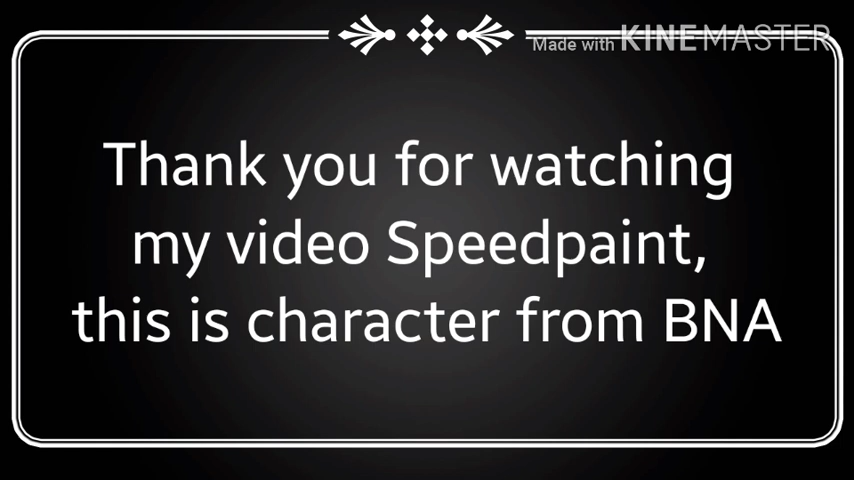 Made with KINEMASTER
Thank you for watching
my video Speedpaint,
this is character from BNA